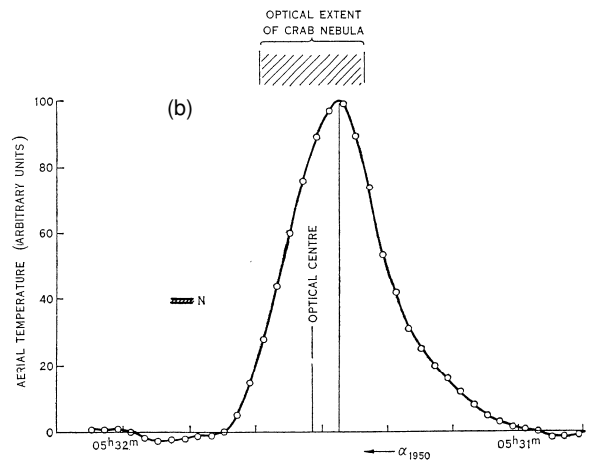 OPTICAL EXTENT
OF CRAB NEBULA
(b)
100
80
60
40
20
0
AERIAL TEMPERATURE (ARBITRARY UNITS)
N
OPTICAL CENTRE
05ʰ32ᵐ
05ʰ31ᵐ
α₁₉₅₀